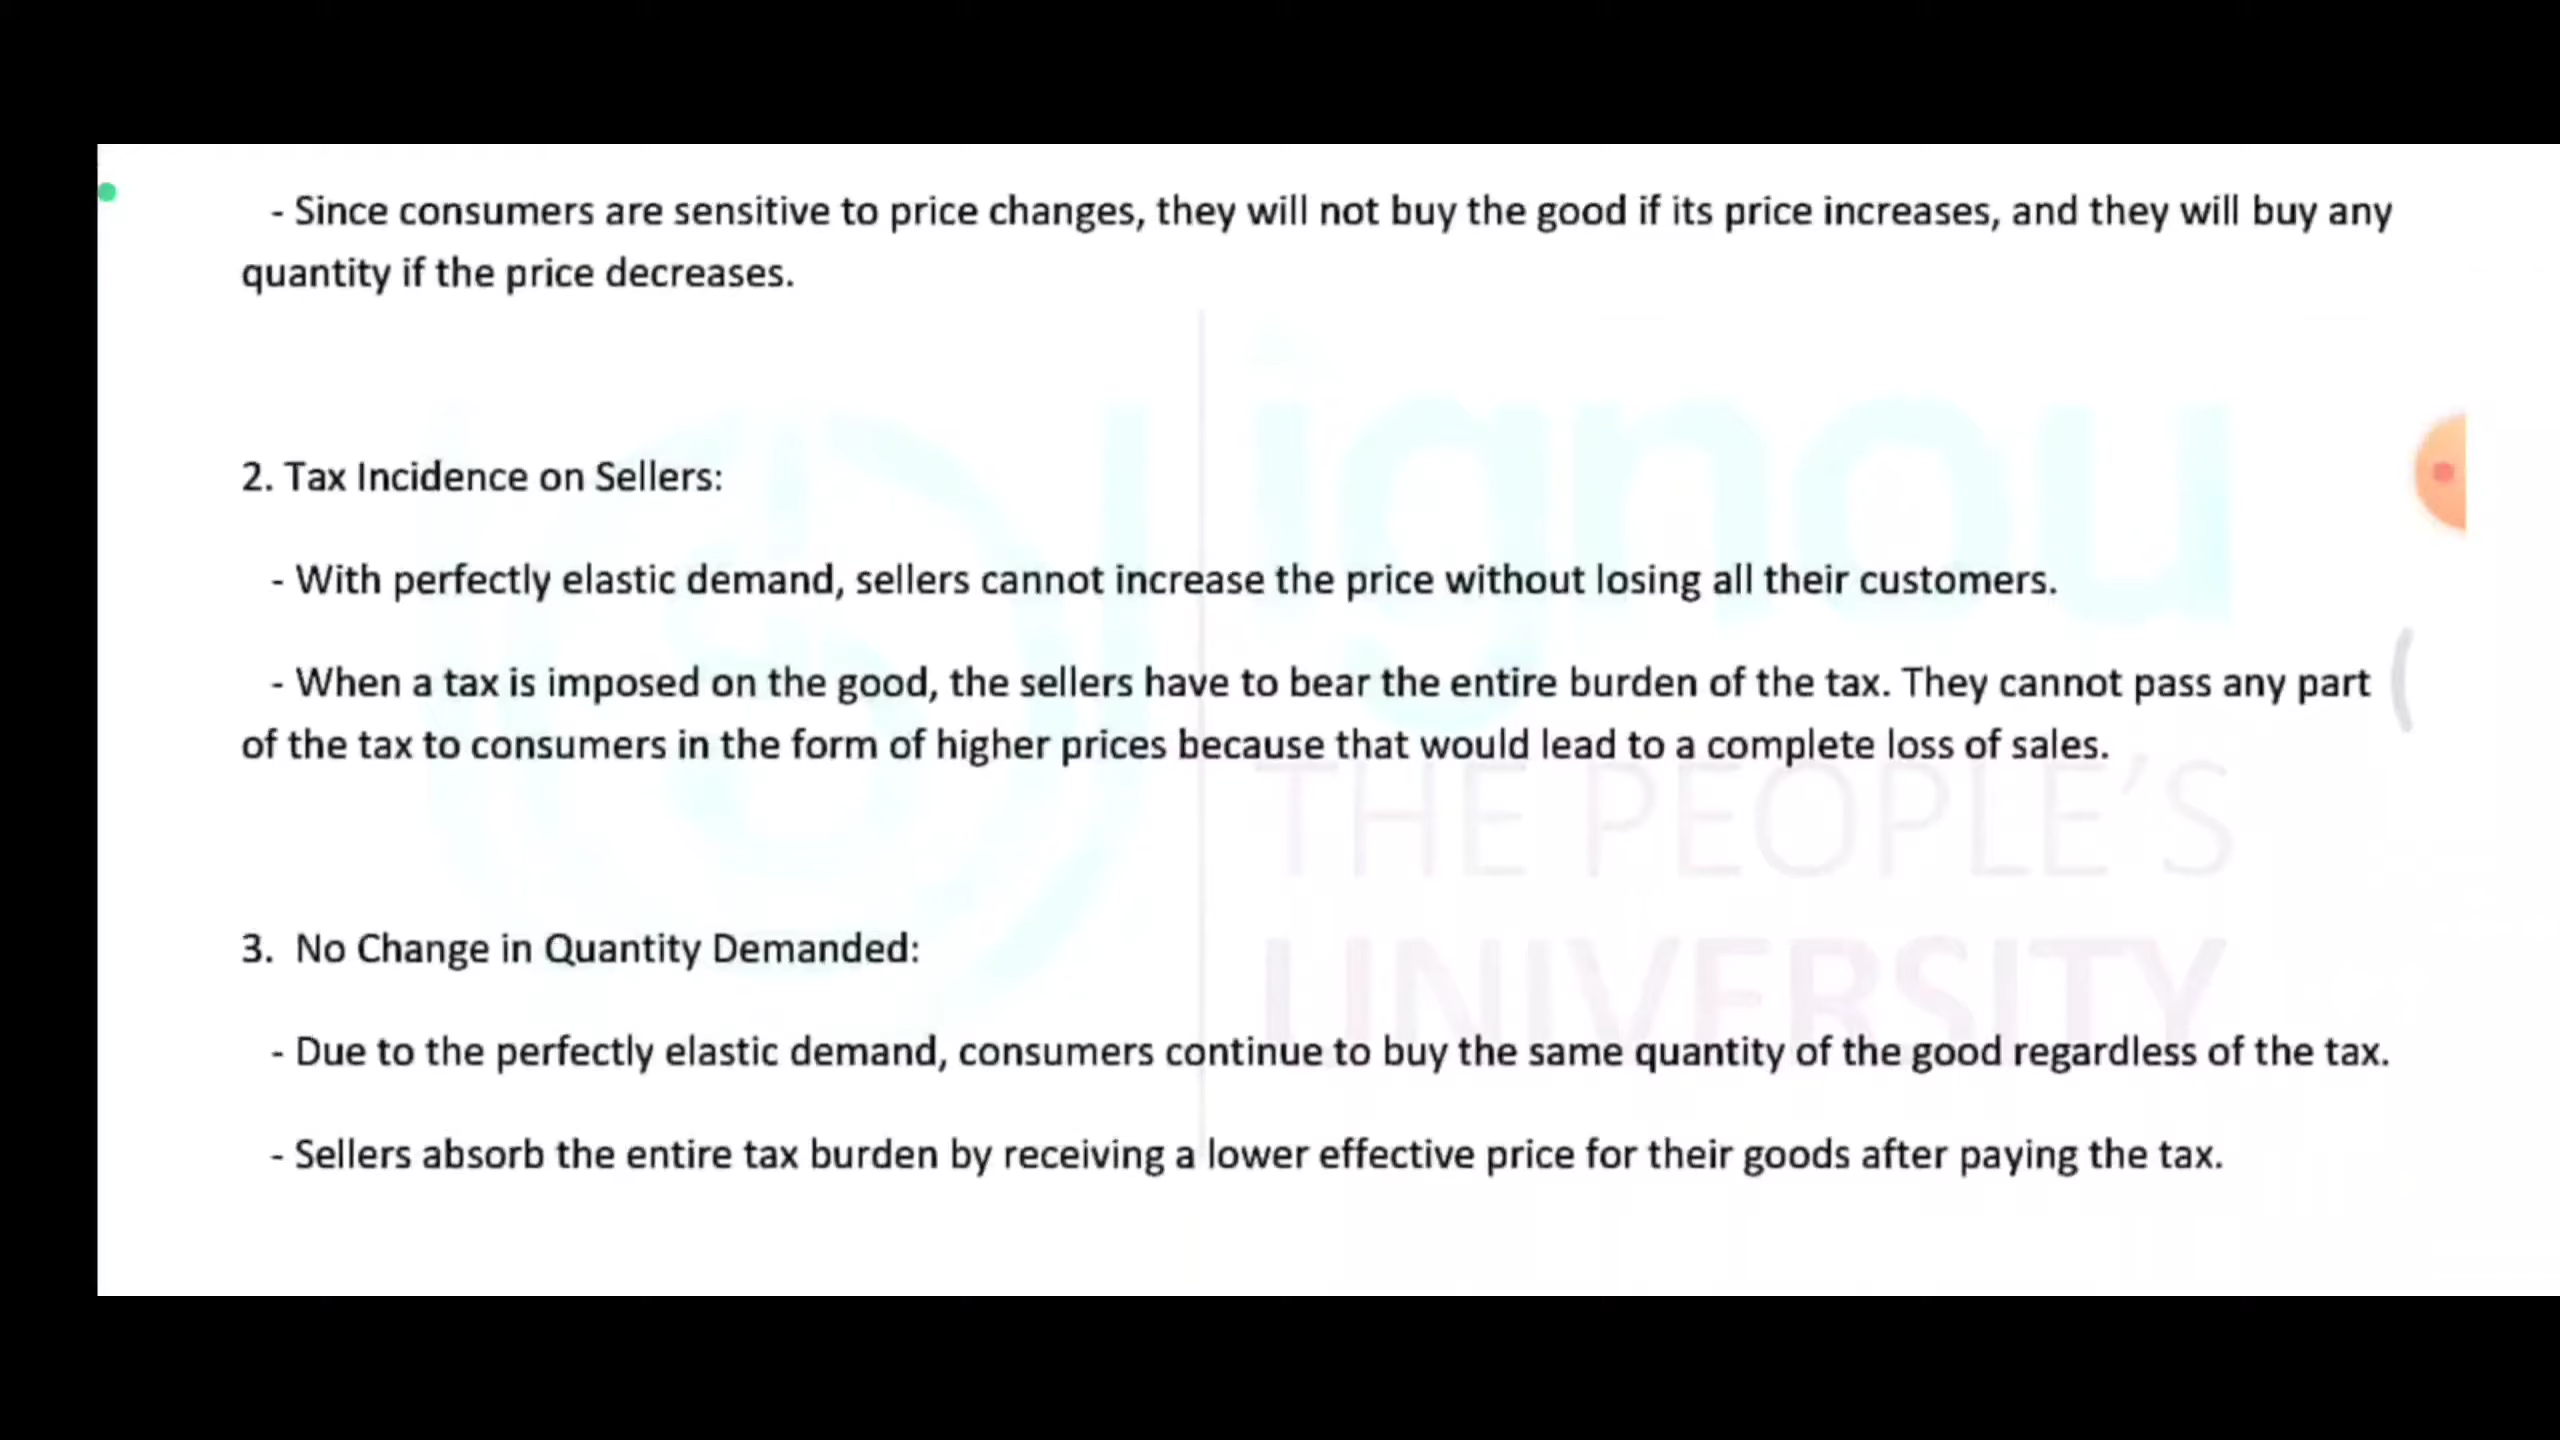 - Since consumers are sensitive to price changes, they will not buy the good if its price increases, and they will buy any
quantity if the price decreases.
2. Tax Incidence on Sellers:
- With perfectly elastic demand, sellers cannot increase the price without losing all their customers.
- When a tax is imposed on the good, the sellers have to bear the entire burden of the tax. They cannot pass any part
of the tax to consumers in the form of higher prices because that would lead to a complete loss of sales.
3. No Change in Quantity Demanded:
- Due to the perfectly elastic demand, consumers continue to buy the same quantity of the good regardless of the tax.
- Sellers absorb the entire tax burden by receiving a lower effective price for their goods after paying the tax.
ignou
THE PEOPLE'S
UNIVERSITY